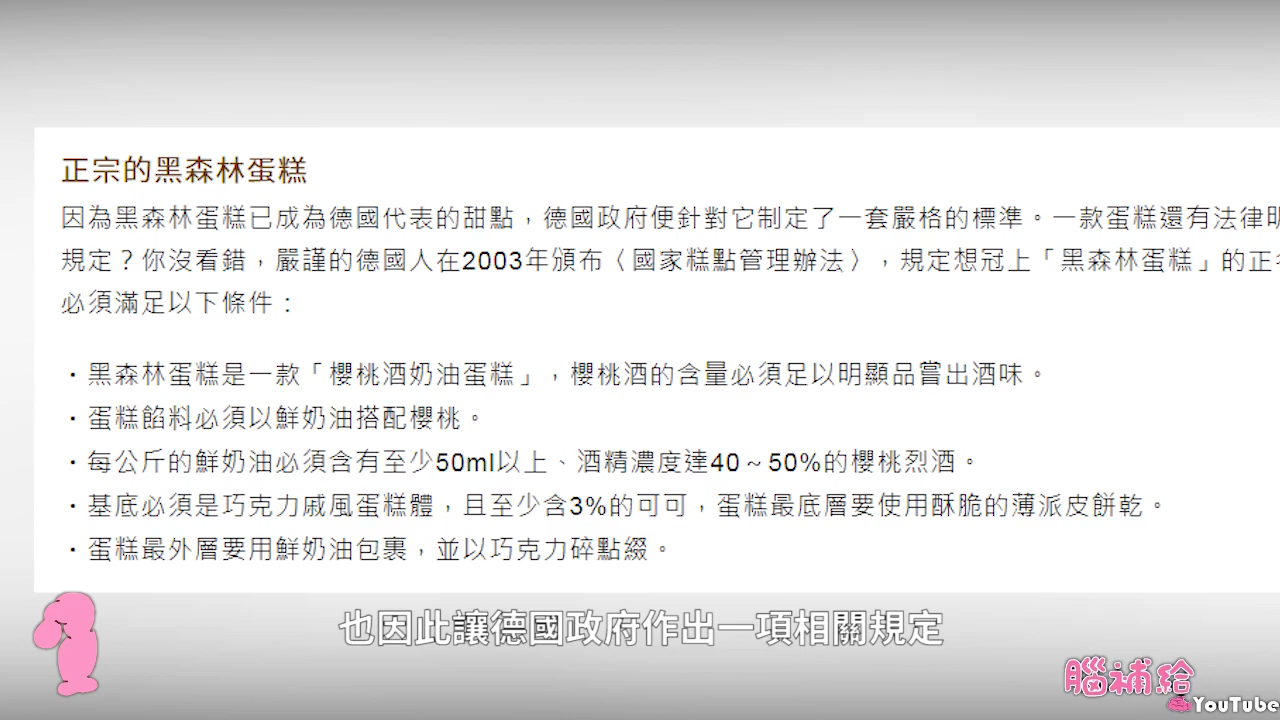 正宗的黑森林蛋糕
因為黑森林蛋糕已成為德國代表的甜點，德國政府便針對它制定了一套嚴格的標準。一款蛋糕還有法律明
規定？你沒看錯，嚴謹的德國人在2003年頒布〈國家糕點管理辦法〉，規定想冠上「黑森林蛋糕」的正
必須滿足以下條件：
・黑森林蛋糕是一款「櫻桃酒奶油蛋糕」，櫻桃酒的含量必須足以明顯品嘗出酒味。
・蛋糕餡料必須以鮮奶油搭配櫻桃。
・每公斤的鮮奶油必須含有至少50ml以上、酒精濃度達40～50%的櫻桃烈酒。
・基底必須是巧克力戚風蛋糕體，且至少含3%的可可，蛋糕最底層要使用酥脆的薄派皮餅乾。
・蛋糕最外層要用鮮奶油包裹，並以巧克力碎點綴。
也因此讓德國政府作出一項相關規定
腦補給
YouTube